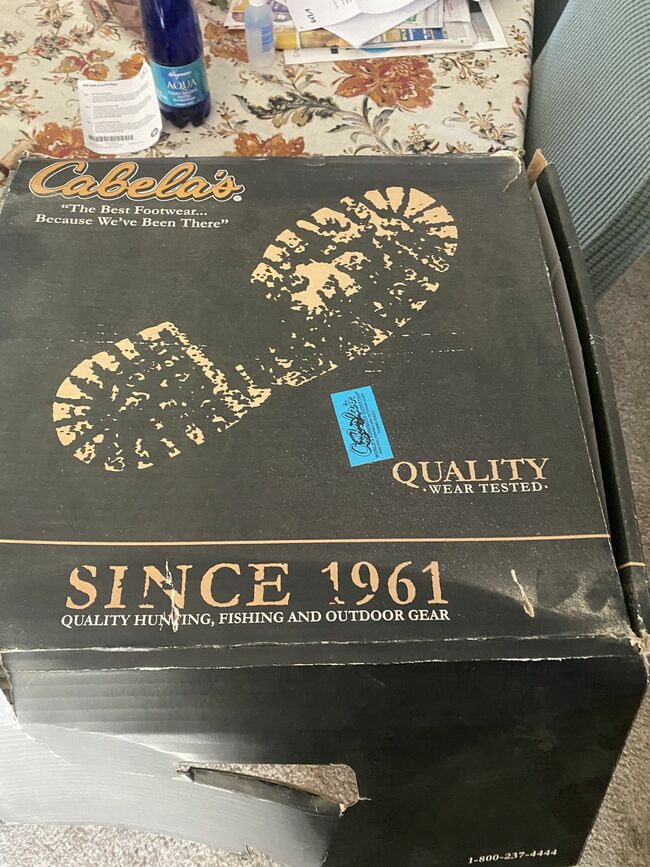 AQUA
Cabela's®
"The Best Footwear...
Because We've Been There"
Cabela's
QUALITY
·WEAR TESTED·
SINCE 1961
QUALITY HUNTING, FISHING AND OUTDOOR GEAR
1-800-237-4444